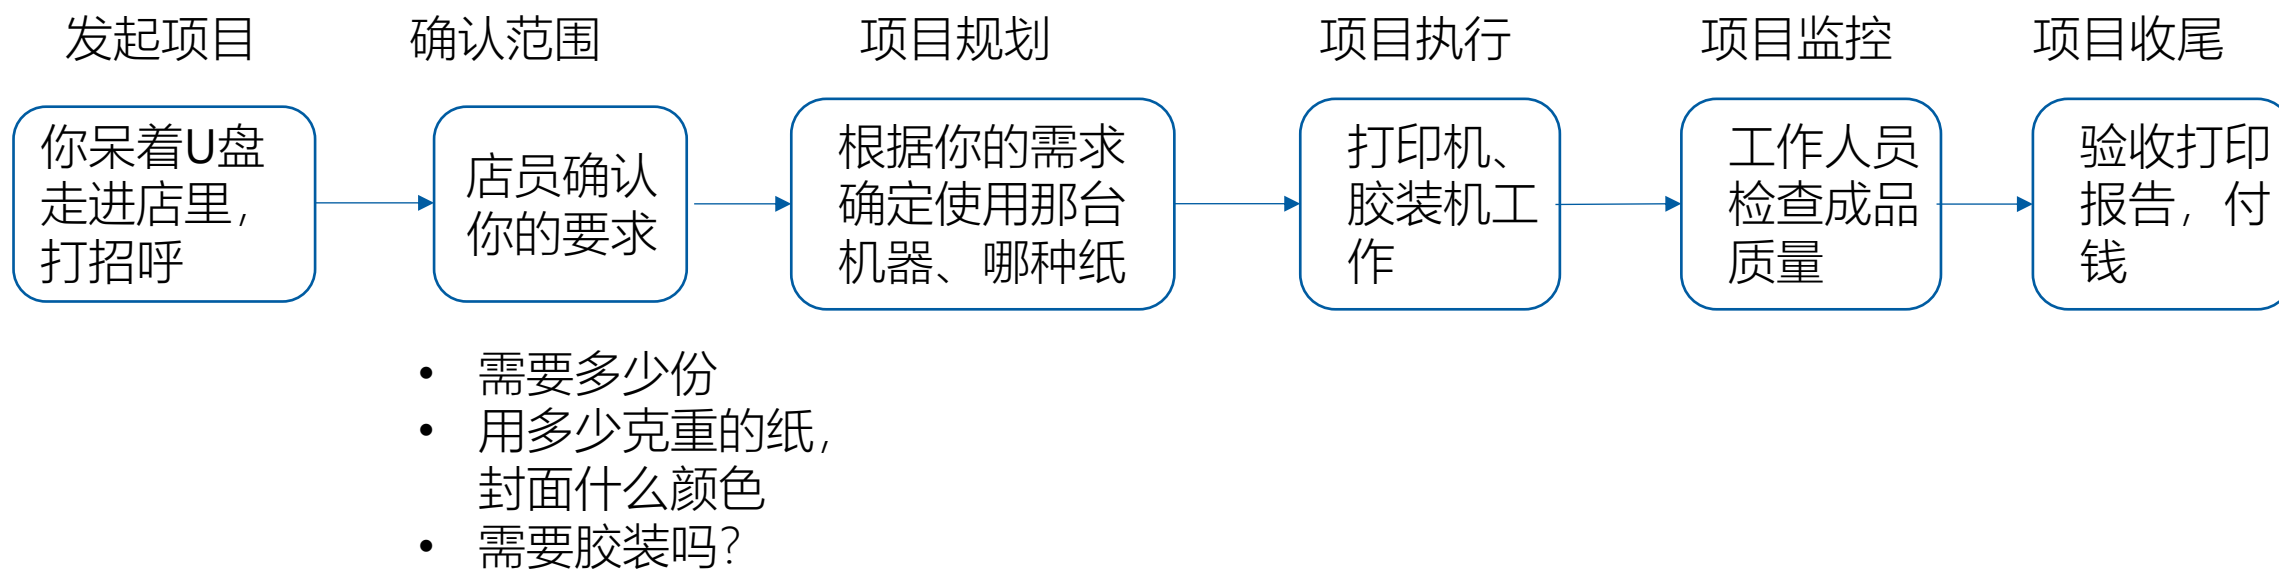 发起项目
确认范围
项目规划
项目执行
项目监控
项目收尾
你呆着U盘
走进店里，
打招呼
店员确认
你的要求
根据你的需求
确定使用那台
机器、哪种纸
打印机、
胶装机工
作
工作人员
检查成品
质量
验收打印
报告，付
钱
• 需要多少份
• 用多少克重的纸，
封面什么颜色
• 需要胶装吗？